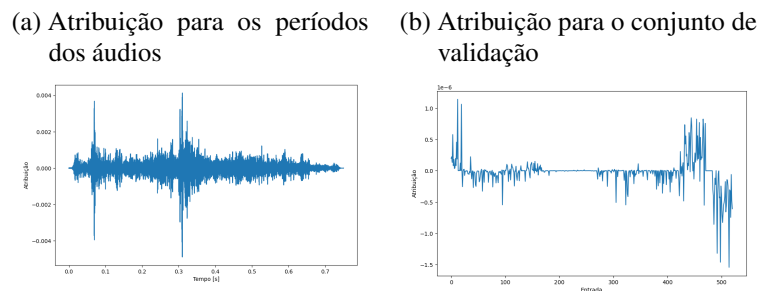 (a) Atribuição para os períodos
dos áudios
(b) Atribuição para o conjunto de
validação
0.004
0.002
0.000
−0.002
−0.004
Atribuição
0.0
0.1
0.2
0.3
0.4
0.5
0.6
0.7
Tempo [s]
1e−6
1.0
0.5
0.0
−0.5
−1.0
−1.5
Atribuição
0
100
200
300
400
500
Entrada